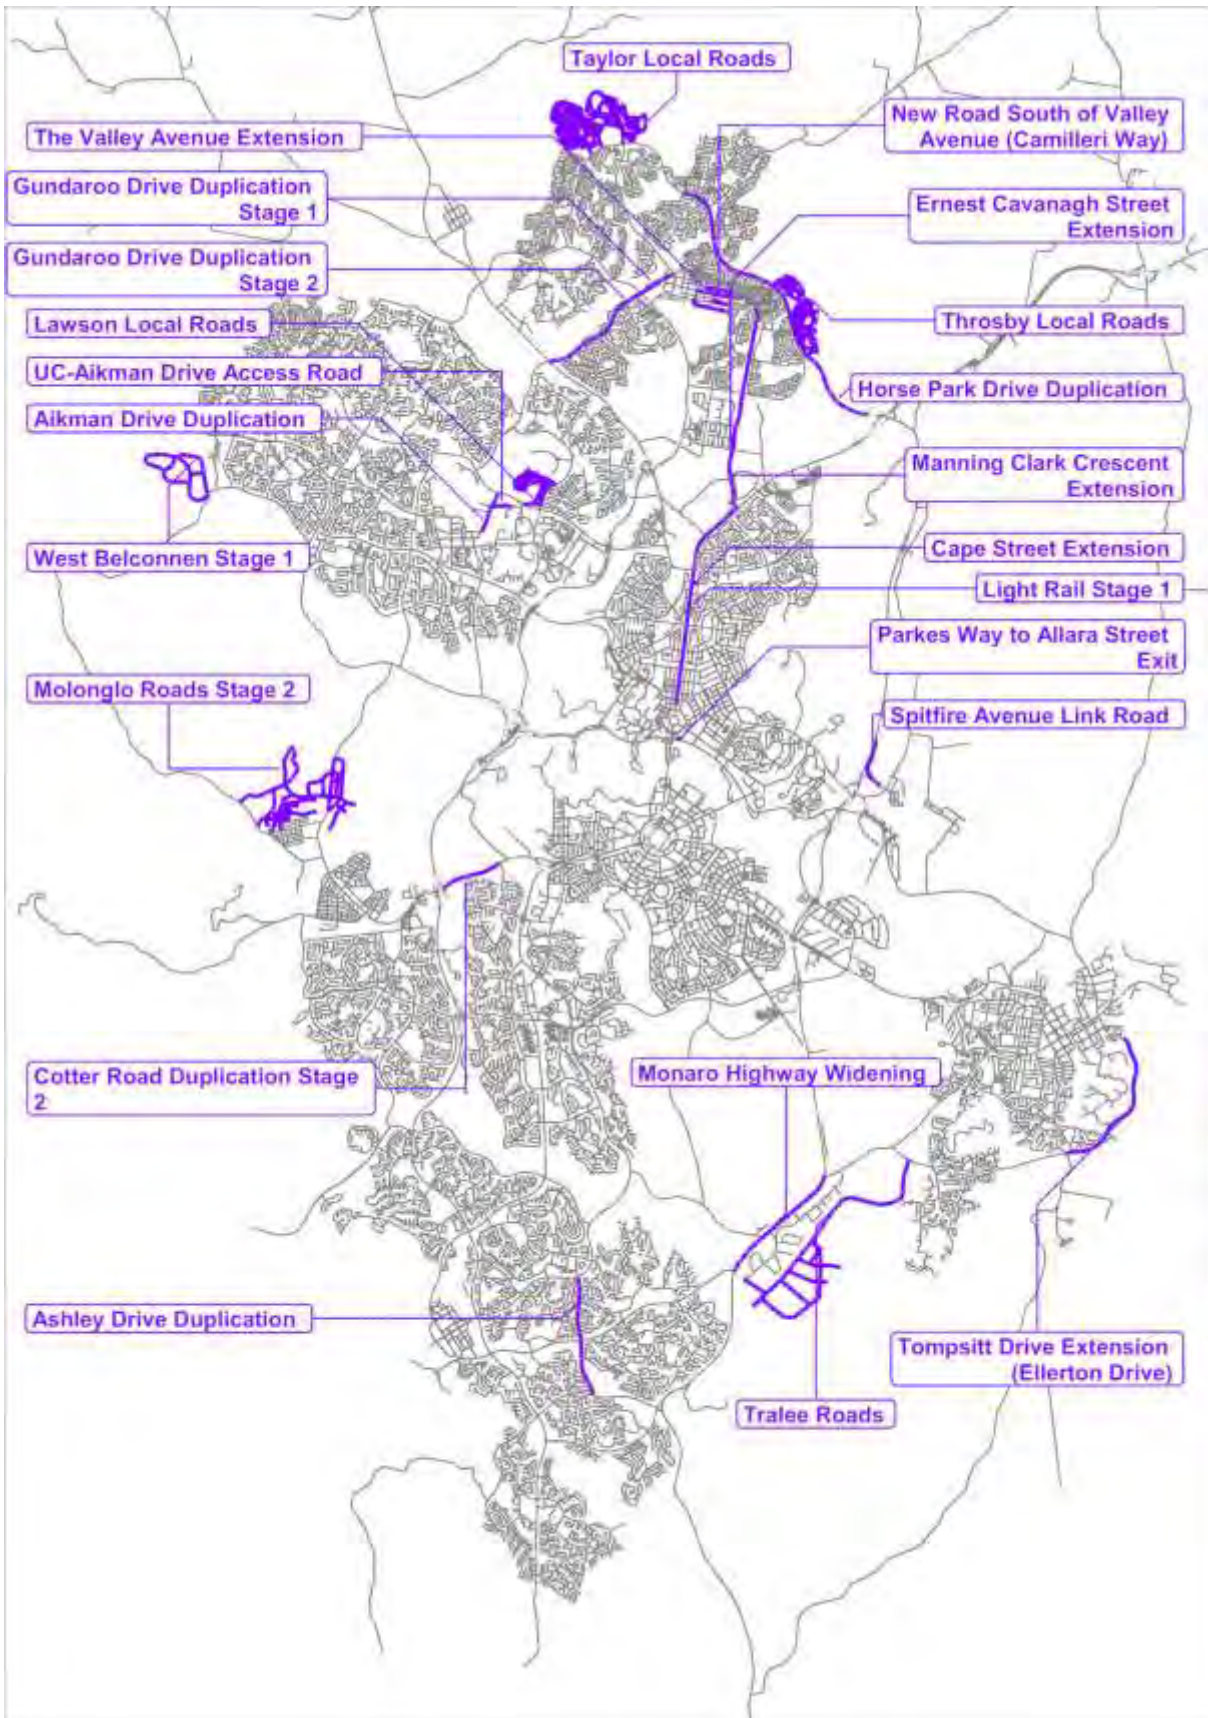 Taylor Local Roads
The Valley Avenue Extension
New Road South of Valley
Avenue (Camilleri Way)
Gundaroo Drive Duplication
Stage 1
Ernest Cavanagh Street
Extension
Gundaroo Drive Duplication
Stage 2
Lawson Local Roads
Throsby Local Roads
UC-Aikman Drive Access Road
Horse Park Drive Duplication
Aikman Drive Duplication
Manning Clark Crescent
Extension
West Belconnen Stage 1
Cape Street Extension
Light Rail Stage 1
Parkes Way to Allara Street
Exit
Molonglo Roads Stage 2
Spitfire Avenue Link Road
Cotter Road Duplication Stage
2
Monaro Highway Widening
Ashley Drive Duplication
Tompsitt Drive Extension
(Ellerton Drive)
Tralee Roads